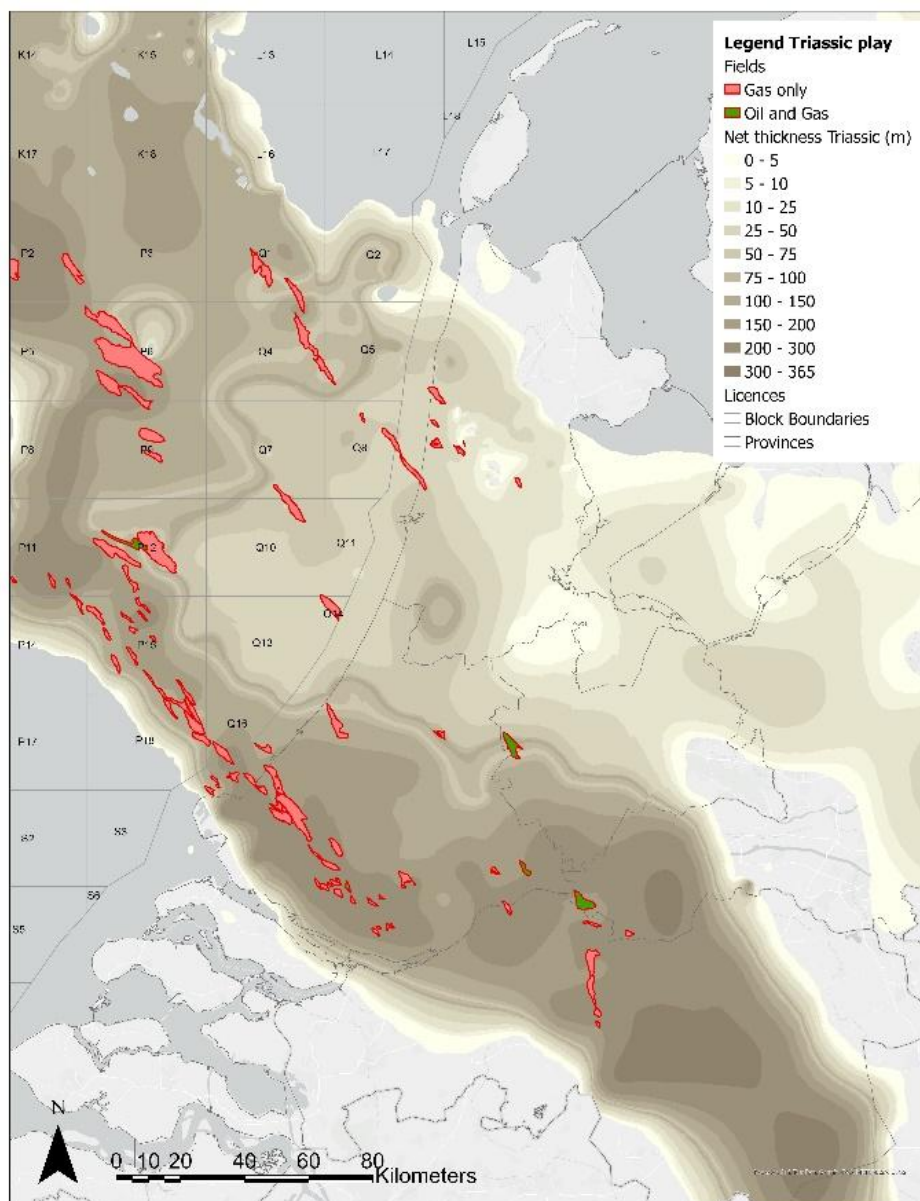 K14 K15 L13 L14 L15
L18
K17 K18 L16 L17
P2 P3 Q1 Q2
P5 P6 Q4 Q5
P8 P9 Q7 Q8
P11 P12 Q10 Q11
P14 P15 Q13 Q14
P17 P18 Q16
S2 S3
S5 S6
Legend Triassic play
Fields
Gas only
Oil and Gas
Net thickness Triassic (m)
0 - 5
5 - 10
10 - 25
25 - 50
50 - 75
75 - 100
100 - 150
150 - 200
200 - 300
300 - 365
Licences
Block Boundaries
Provinces
N
0 10 20 40 60 80
Kilometers